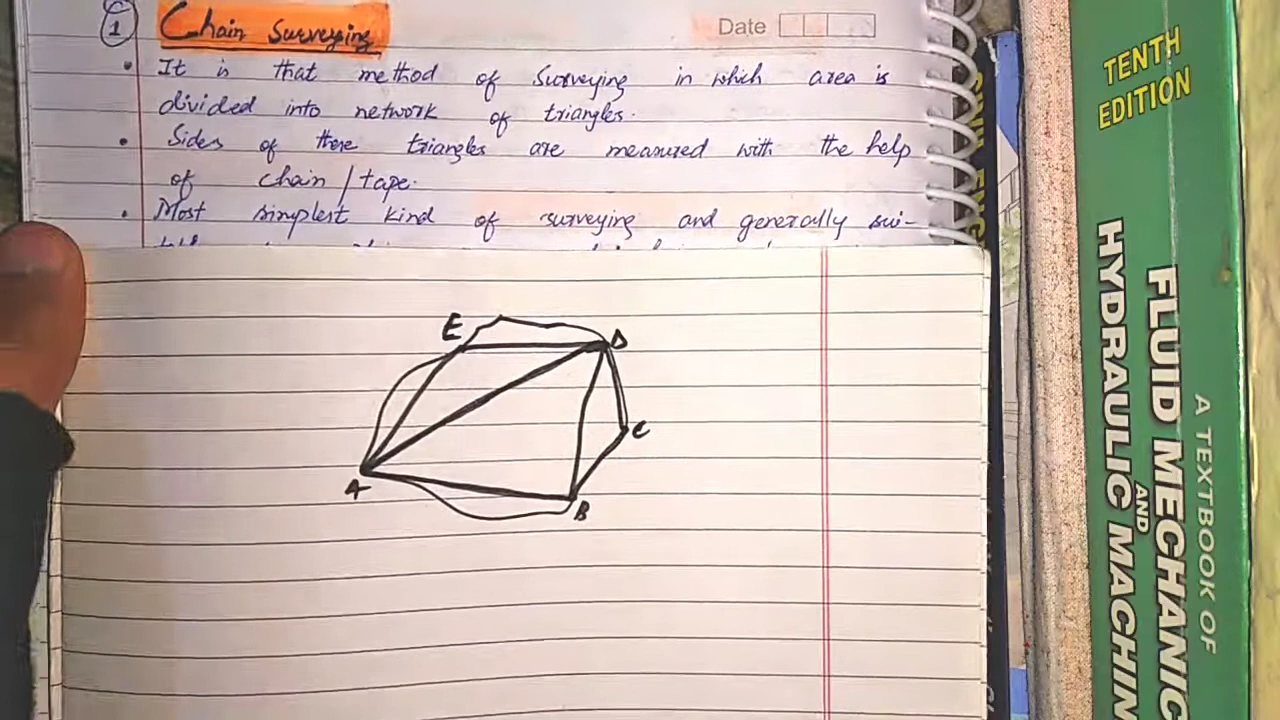 1 Chain Surveying
Date
• It is that method of Surveying in which area is
divided into network of triangles.
• Sides of these triangles are measured with the help
of chain / tape.
• Most simplest kind of surveying and generally sui-
E
D
C
A
B
TENTH
EDITION
A TEXTBOOK OF
FLUID MECHANIC
AND
HYDRAULIC MACHIN